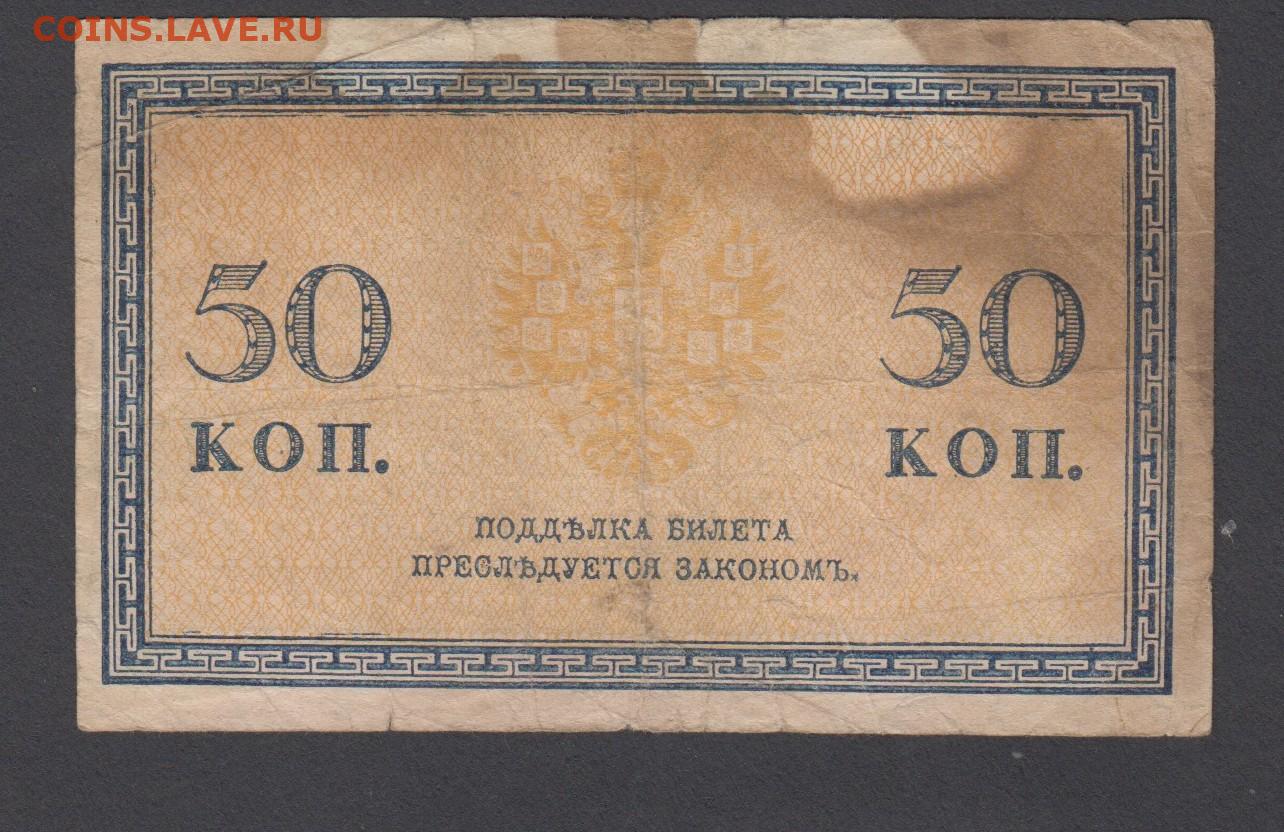 COINS.LAVE.RU
50 50
КОП. КОП.
ПОДДѢЛКА БИЛЕТА
ПРЕСЛѢДУЕТСЯ ЗАКОНОМЪ.